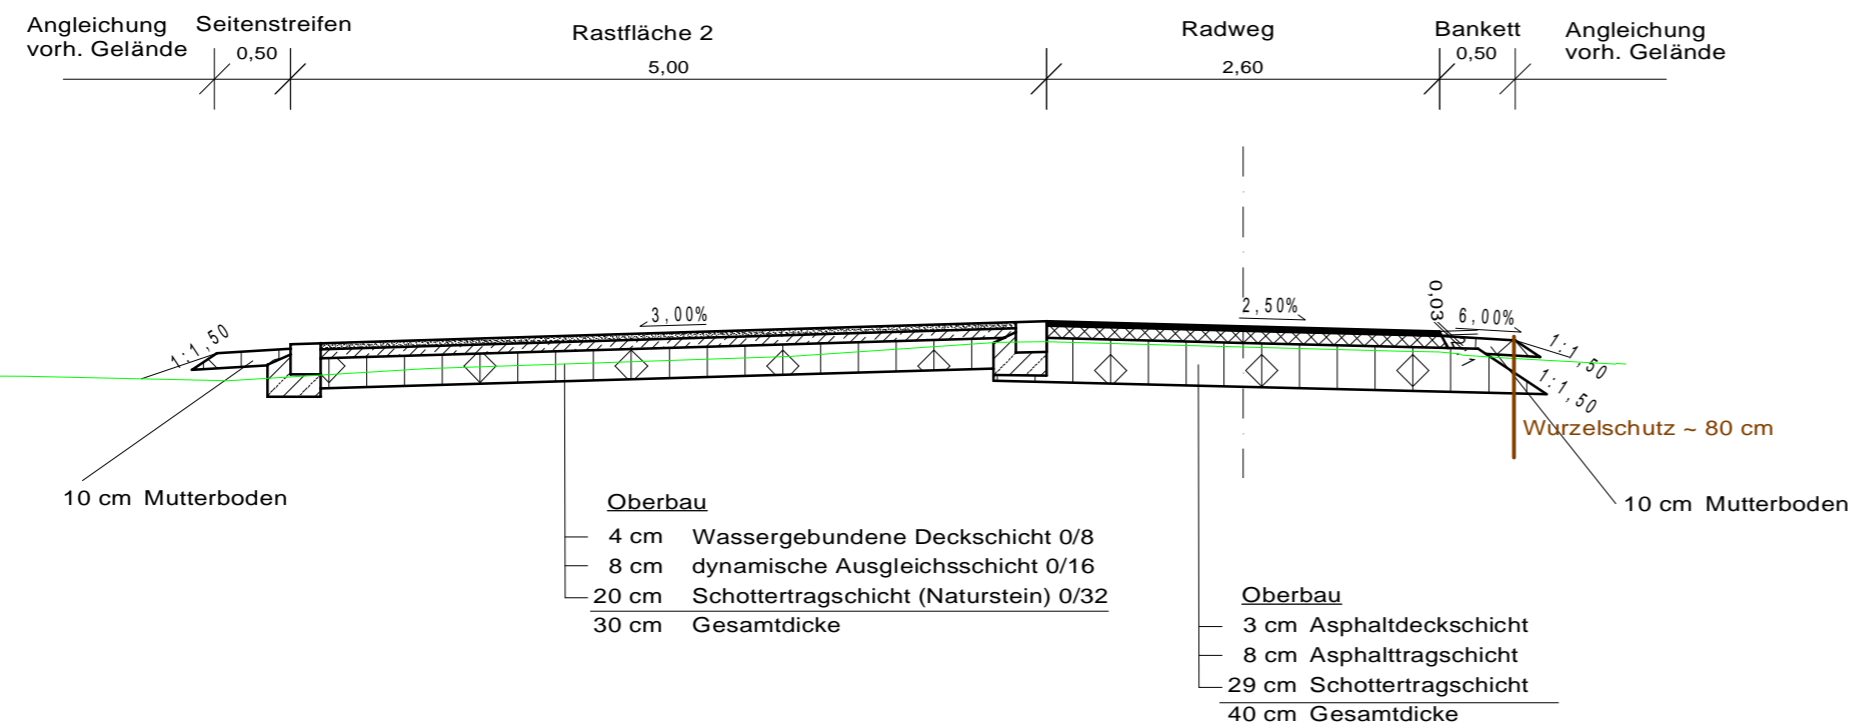 Angleichung
vorh. Gelände
Seitenstreifen
0,50
Rastfläche 2
5,00
Radweg
2,60
Bankett
0,50
Angleichung
vorh. Gelände
1:1,50
3,00%
2,50%
0,03
6,00%
1:1,50
1:1,50
Wurzelschutz ~ 80 cm
10 cm Mutterboden
10 cm Mutterboden
Oberbau
4 cm Wassergebundene Deckschicht 0/8
8 cm dynamische Ausgleichsschicht 0/16
20 cm Schottertragschicht (Naturstein) 0/32
30 cm Gesamtdicke
Oberbau
3 cm Asphaltdeckschicht
8 cm Asphalttragschicht
29 cm Schottertragschicht
40 cm Gesamtdicke